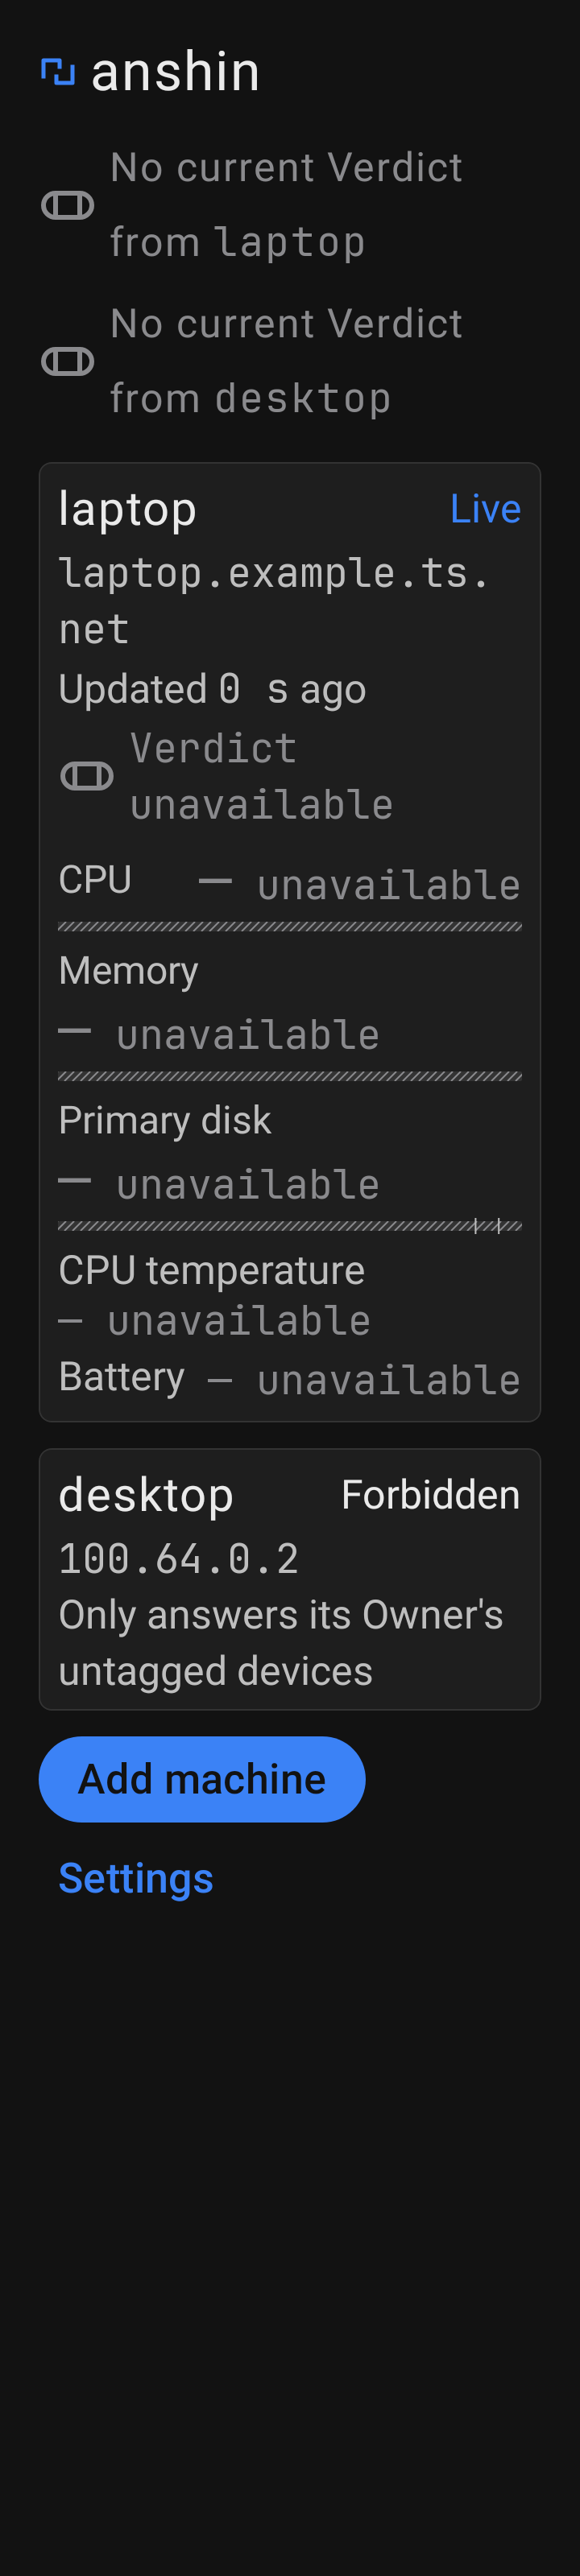 anshin
No current Verdict
from laptop
No current Verdict
from desktop
laptop Live
laptop.example.ts.
net
Updated 0 s ago
Verdict
unavailable
CPU — unavailable
Memory
— unavailable
Primary disk
— unavailable
CPU temperature
— unavailable
Battery — unavailable
desktop Forbidden
100.64.0.2
Only answers its Owner's
untagged devices
Add machine
Settings